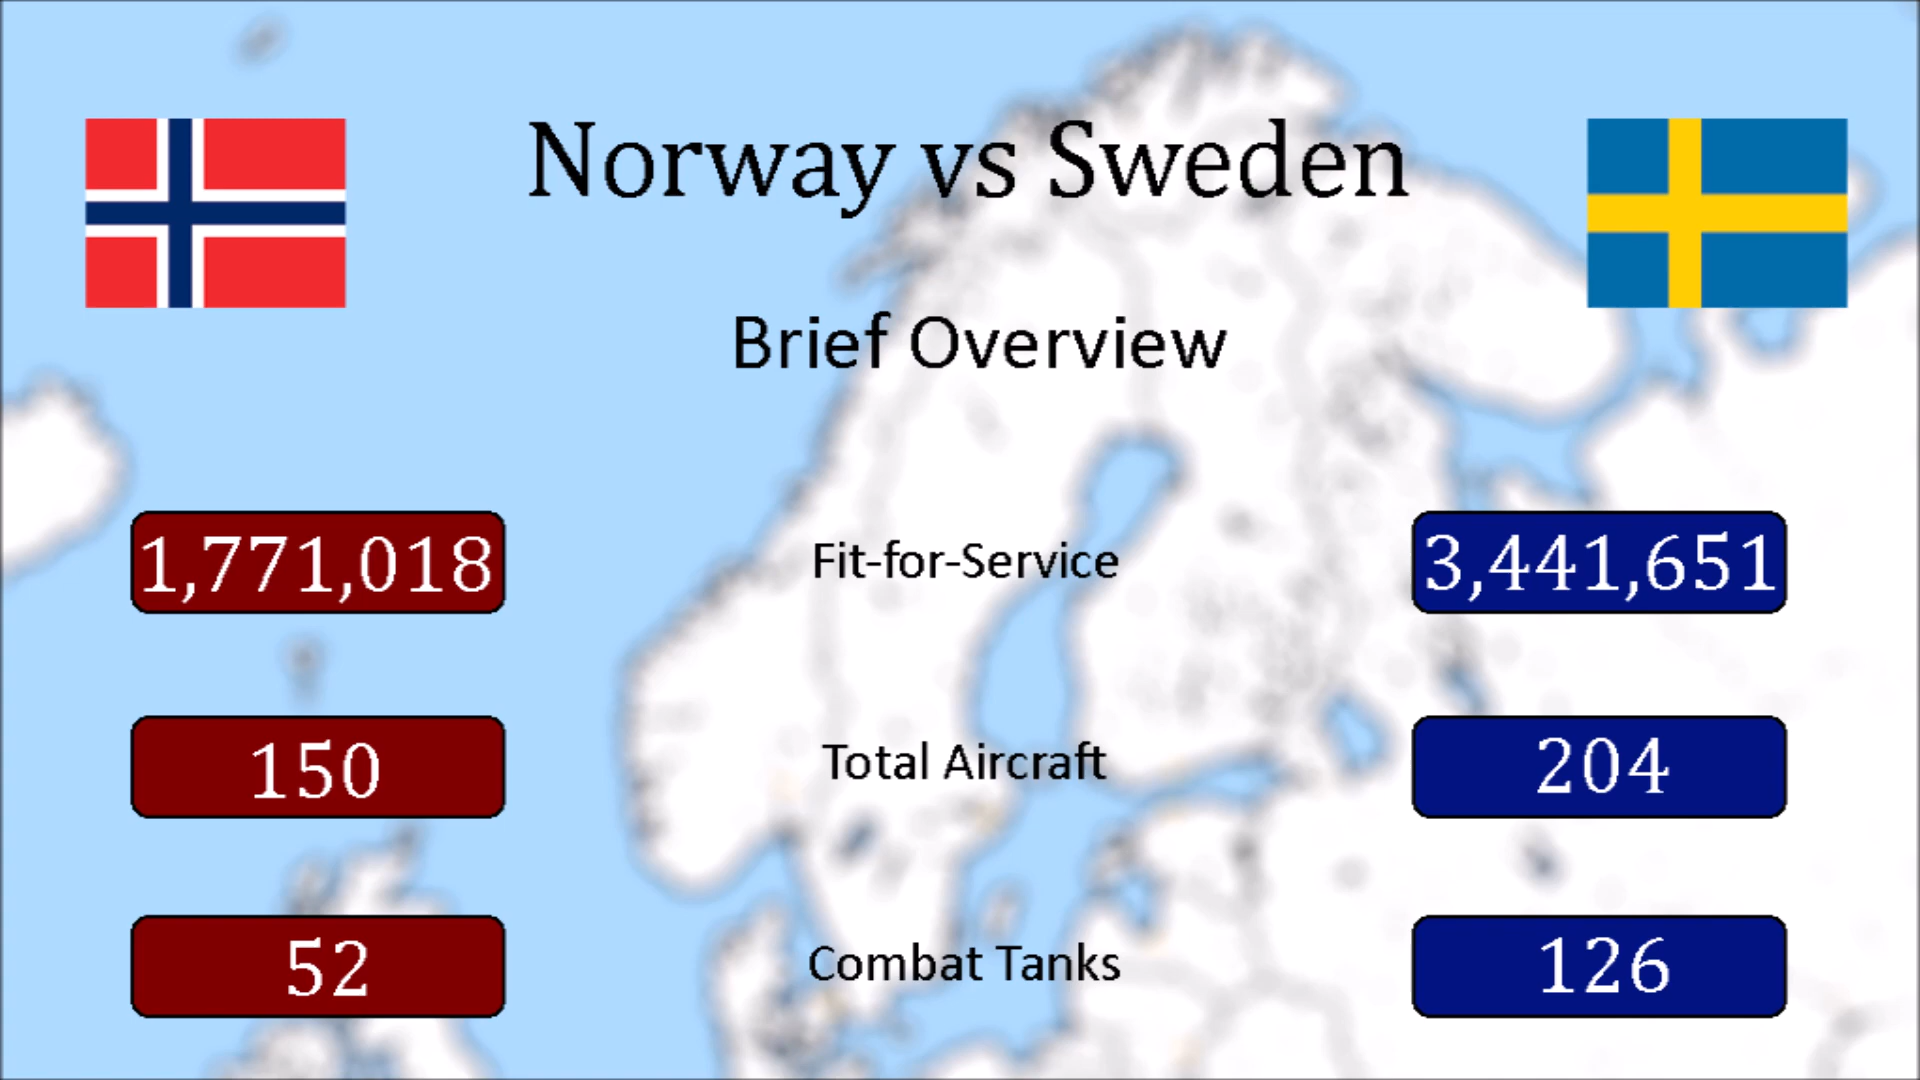 Norway vs Sweden
Brief Overview
1,771,018
Fit-for-Service
3,441,651
150
Total Aircraft
204
52
Combat Tanks
126